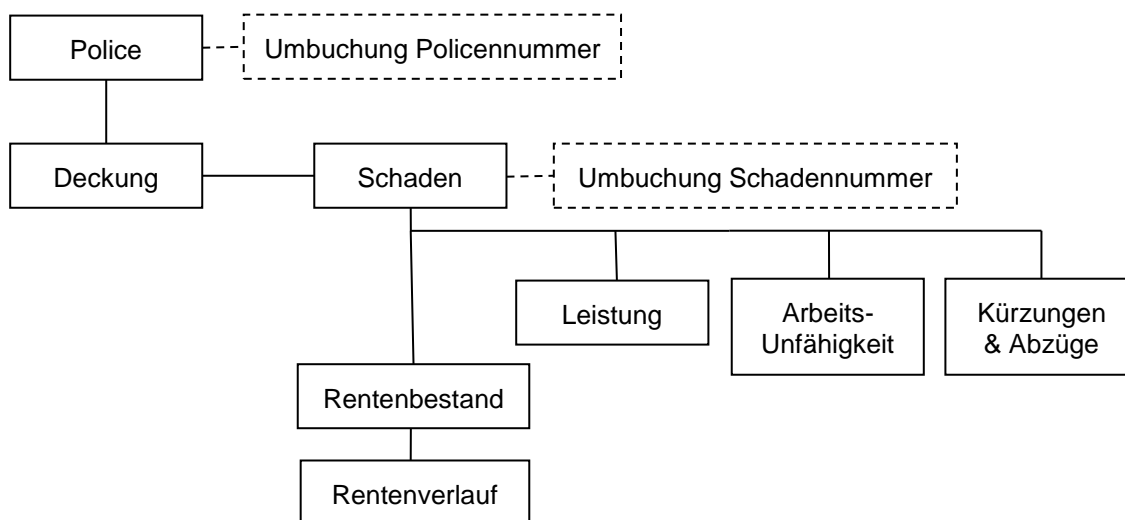 Police
Umbuchung Policennummer
Deckung
Schaden
Umbuchung Schadennummer
Leistung
Arbeits-
Unfähigkeit
Kürzungen
& Abzüge
Rentenbestand
Rentenverlauf